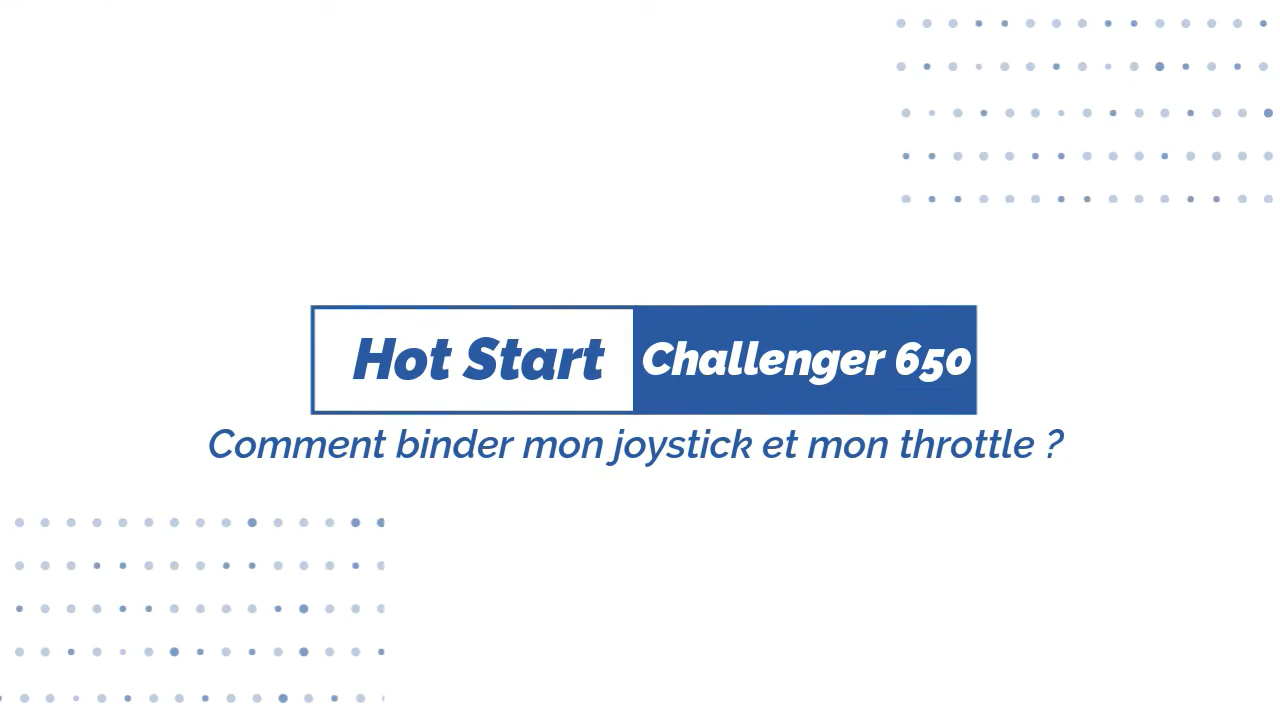 Hot Start Challenger 650
Comment binder mon joystick et mon throttle ?